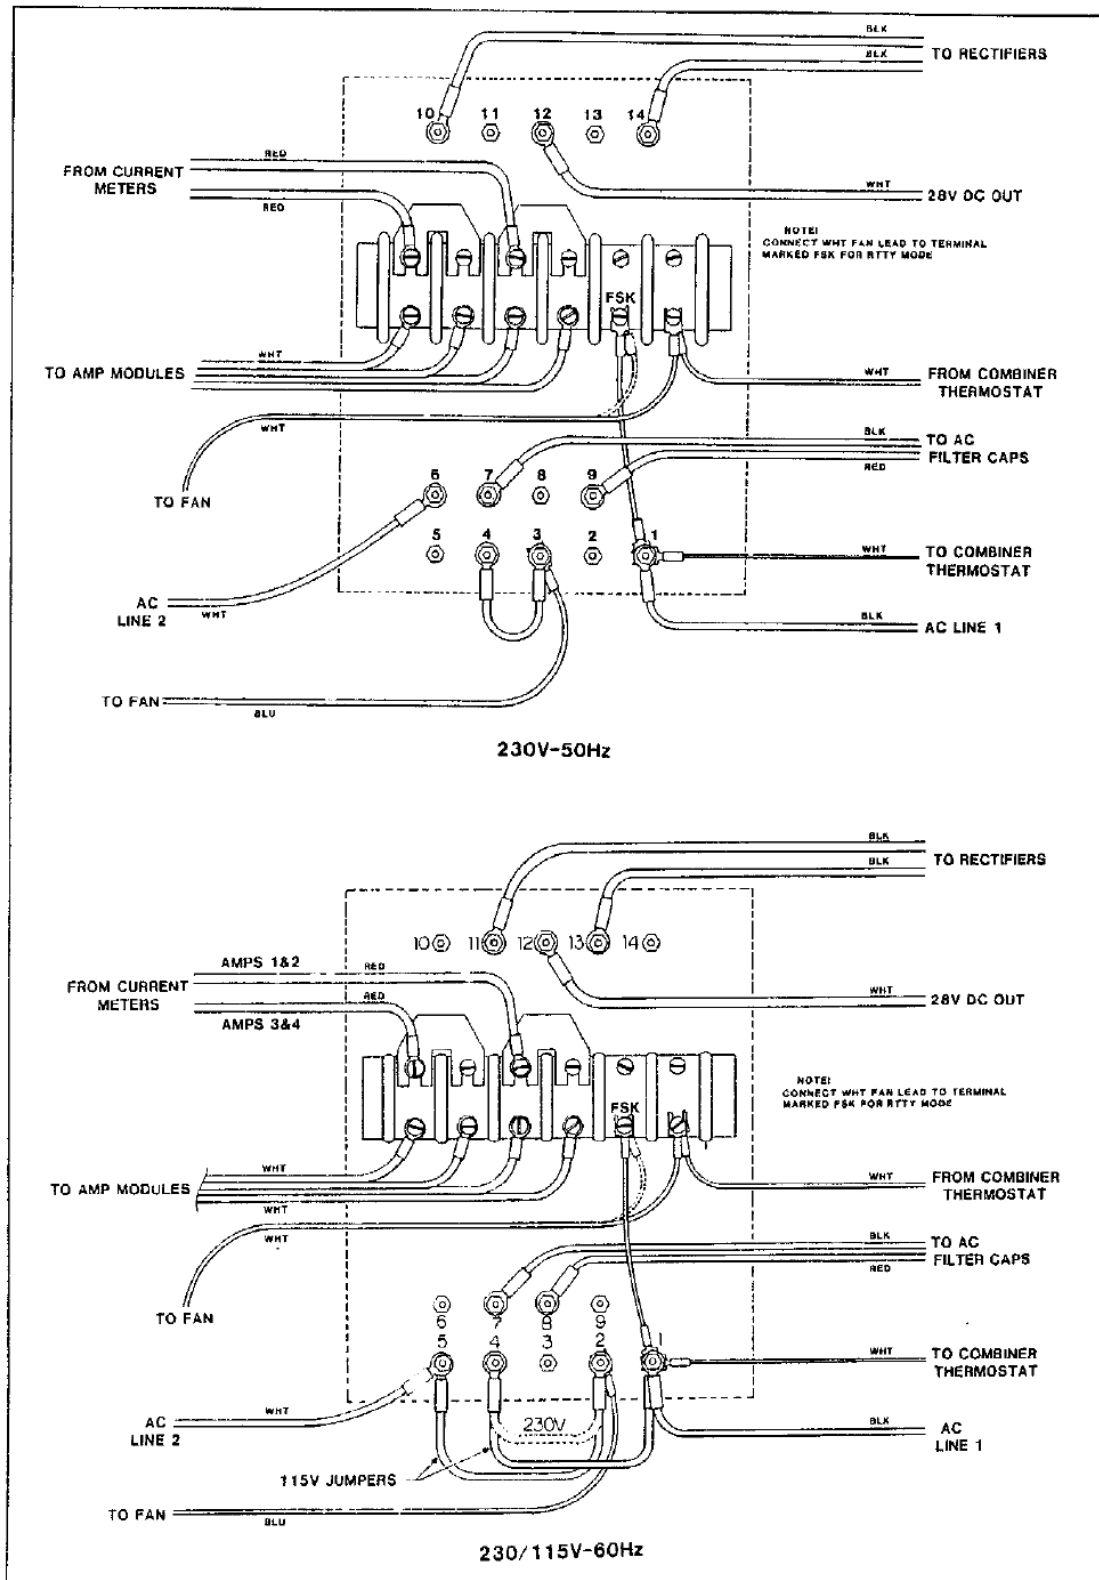 BLK
TO RECTIFIERS
BLK
10 11 12 13 14
RED
FROM CURRENT
METERS
RED
WHT
28V DC OUT
NOTE:
CONNECT WHT FAN LEAD TO TERMINAL
MARKED FSK FOR RTTY MODE
FSK
WHT
TO AMP MODULES
WHT
FROM COMBINER
THERMOSTAT
WHT
BLK
TO AC
FILTER CAPS
RED
TO FAN
6 7 8 9
5 4 3 2 1
WHT
TO COMBINER
THERMOSTAT
AC
LINE 2
WHT
BLK
AC LINE 1
TO FAN
BLU
230V-50Hz
BLK
TO RECTIFIERS
BLK
10 11 12 13 14
AMPS 1&2
RED
FROM CURRENT
METERS
RED
AMPS 3&4
WHT
28V DC OUT
NOTE:
CONNECT WHT FAN LEAD TO TERMINAL
MARKED FSK FOR RTTY MODE
FSK
WHT
TO AMP MODULES
WHT
WHT
FROM COMBINER
THERMOSTAT
WHT
BLK
TO AC
FILTER CAPS
RED
TO FAN
6 7 8 9
5 4 3 2 1
WHT
TO COMBINER
THERMOSTAT
WHT
AC
LINE 2
230V
BLK
AC
LINE 1
115V JUMPERS
TO FAN
BLU
230/115V-60Hz